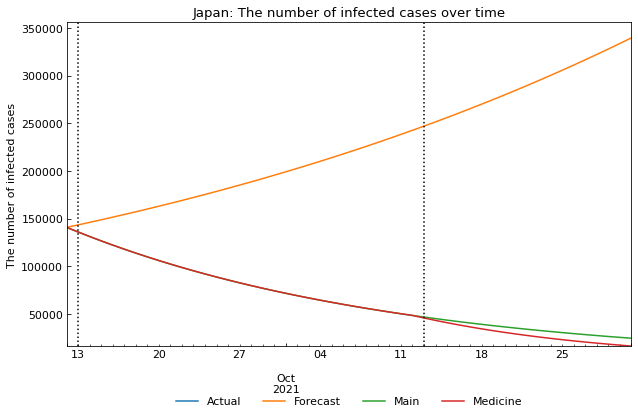 Japan: The number of infected cases over time
The number of infected cases
350000
300000
250000
200000
150000
100000
50000
13 20 27 04 11 18 25
Oct
2021
Actual Forecast Main Medicine